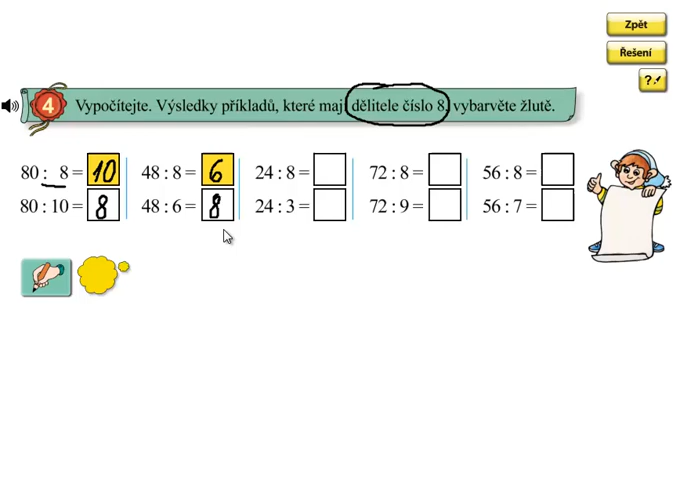 Zpět
Řešení
?
4 Vypočítejte. Výsledky příkladů, které mají dělitele číslo 8, vybarvěte žlutě.
80 : 8 = 10 48 : 8 = 6 24 : 8 = 72 : 8 = 56 : 8 =
80 : 10 = 8 48 : 6 = 8 24 : 3 = 72 : 9 = 56 : 7 =